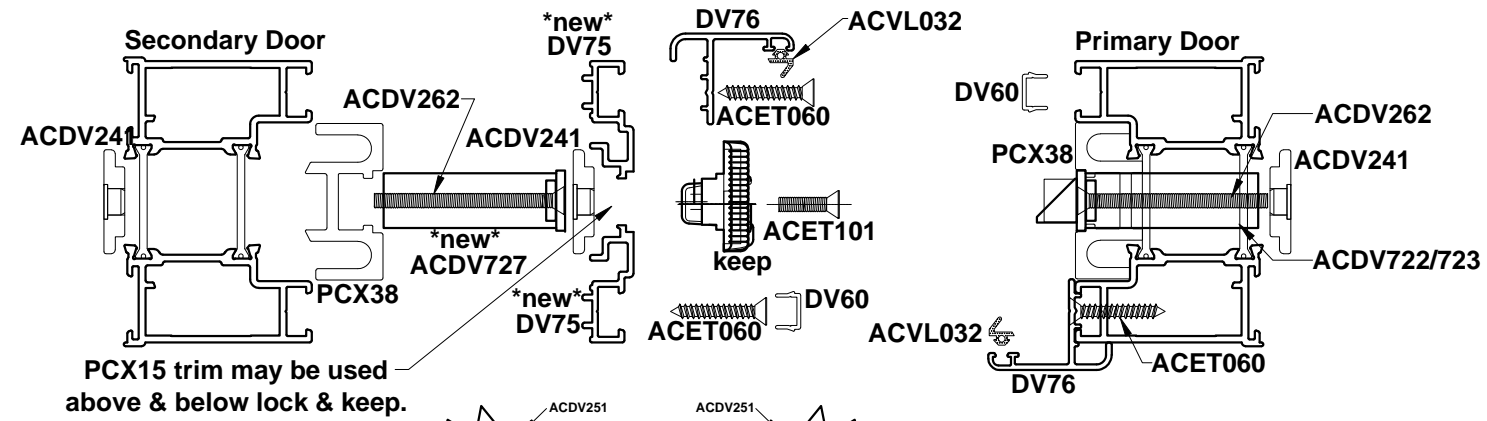 *new*
DV75
DV76
ACVL032
Secondary Door
Primary Door
ACDV262
DV60
ACET060
ACDV262
ACDV241
ACDV241
PCX38
ACDV241
*new*
ACDV727
ACET101
keep
ACDV722/723
PCX38
*new*
DV75
ACET060
DV60
ACVL032
ACET060
DV76
PCX15 trim may be used
above & below lock & keep.
ACDV251
ACDV251